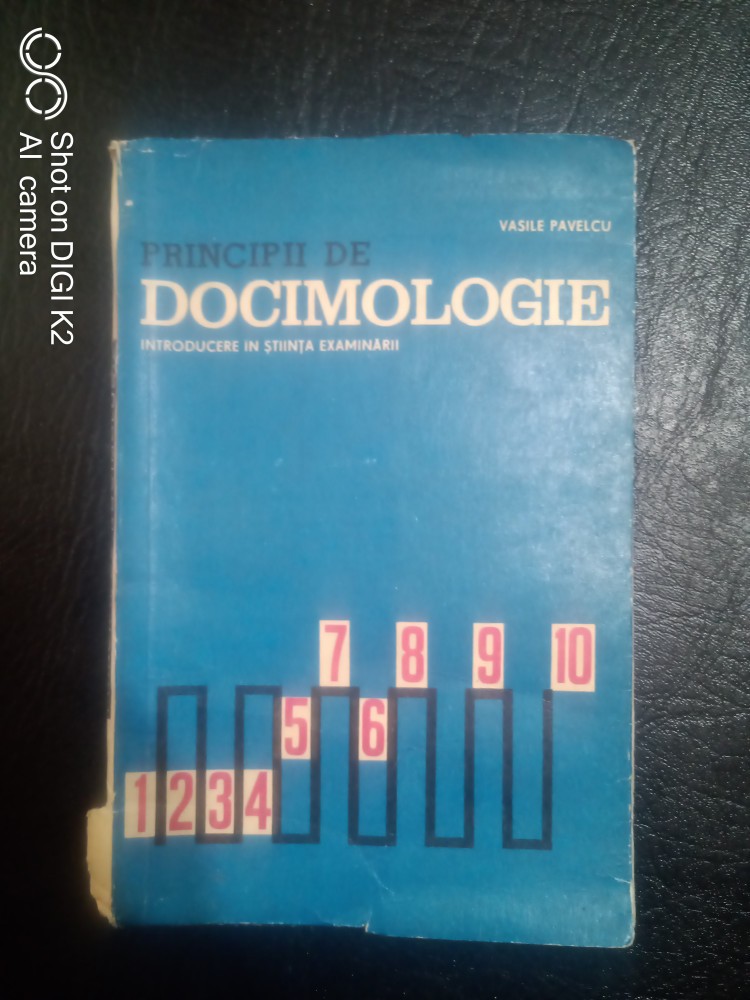 VASILE PAVELCU
PRINCIPII DE
DOCIMOLOGIE
INTRODUCERE IN ȘTIINȚA EXAMINĂRII
7 8 9 10
5 6
1 2 3 4
Shot on DIGI K2
AI camera